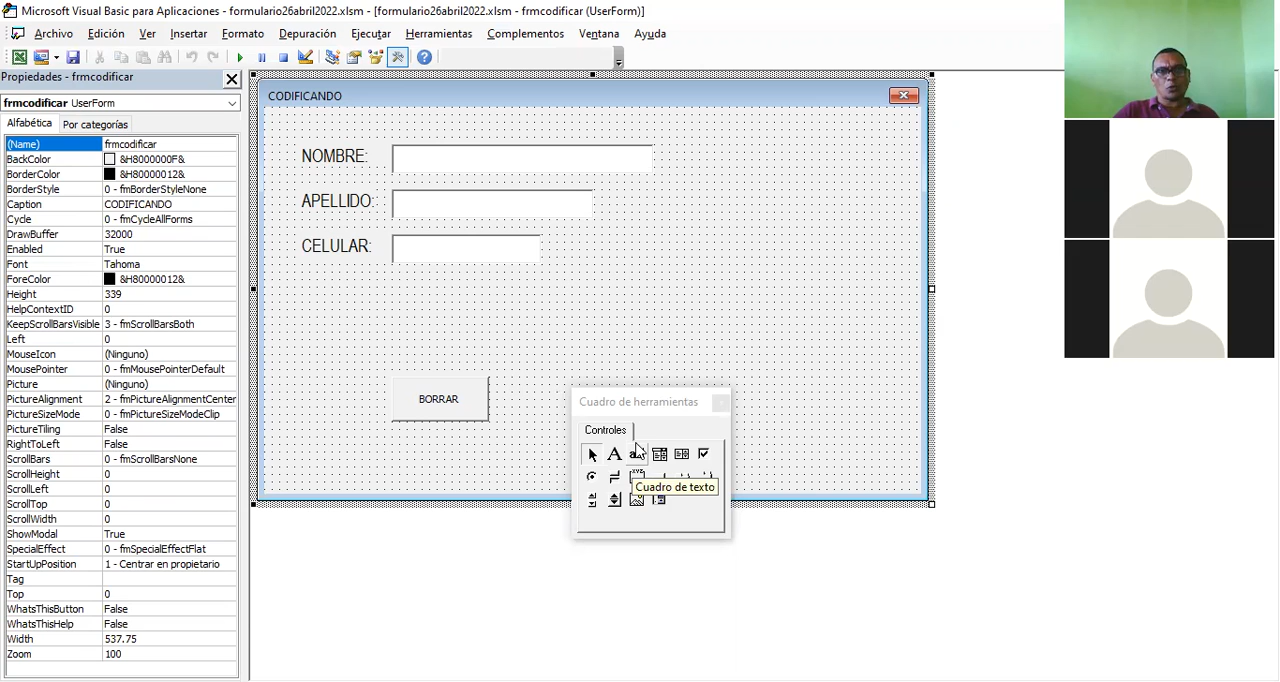 Microsoft Visual Basic para Aplicaciones - formulario26abril2022.xlsm - [formulario26abril2022.xlsm - frmcodificar (UserForm)]
Archivo Edición Ver Insertar Formato Depuración Ejecutar Herramientas Complementos Ventana Ayuda
Propiedades - frmcodificar
frmcodificar UserForm
Alfabética Por categorías
(Name) frmcodificar
BackColor &H8000000F&
BorderColor &H80000012&
BorderStyle 0 - fmBorderStyleNone
Caption CODIFICANDO
Cycle 0 - fmCycleAllForms
DrawBuffer 32000
Enabled True
Font Tahoma
ForeColor &H80000012&
Height 339
HelpContextID 0
KeepScrollBarsVisible 3 - fmScrollBarsBoth
Left 0
MouseIcon (Ninguno)
MousePointer 0 - fmMousePointerDefault
Picture (Ninguno)
PictureAlignment 2 - fmPictureAlignmentCenter
PictureSizeMode 0 - fmPictureSizeModeClip
PictureTiling False
RightToLeft False
ScrollBars 0 - fmScrollBarsNone
ScrollHeight 0
ScrollLeft 0
ScrollTop 0
ScrollWidth 0
ShowModal True
SpecialEffect 0 - fmSpecialEffectFlat
StartUpPosition 1 - Centrar en propietario
Tag
Top 0
WhatsThisButton False
WhatsThisHelp False
Width 537.75
Zoom 100
CODIFICANDO
NOMBRE:
APELLIDO:
CELULAR:
BORRAR
Cuadro de herramientas
Controles
Cuadro de texto